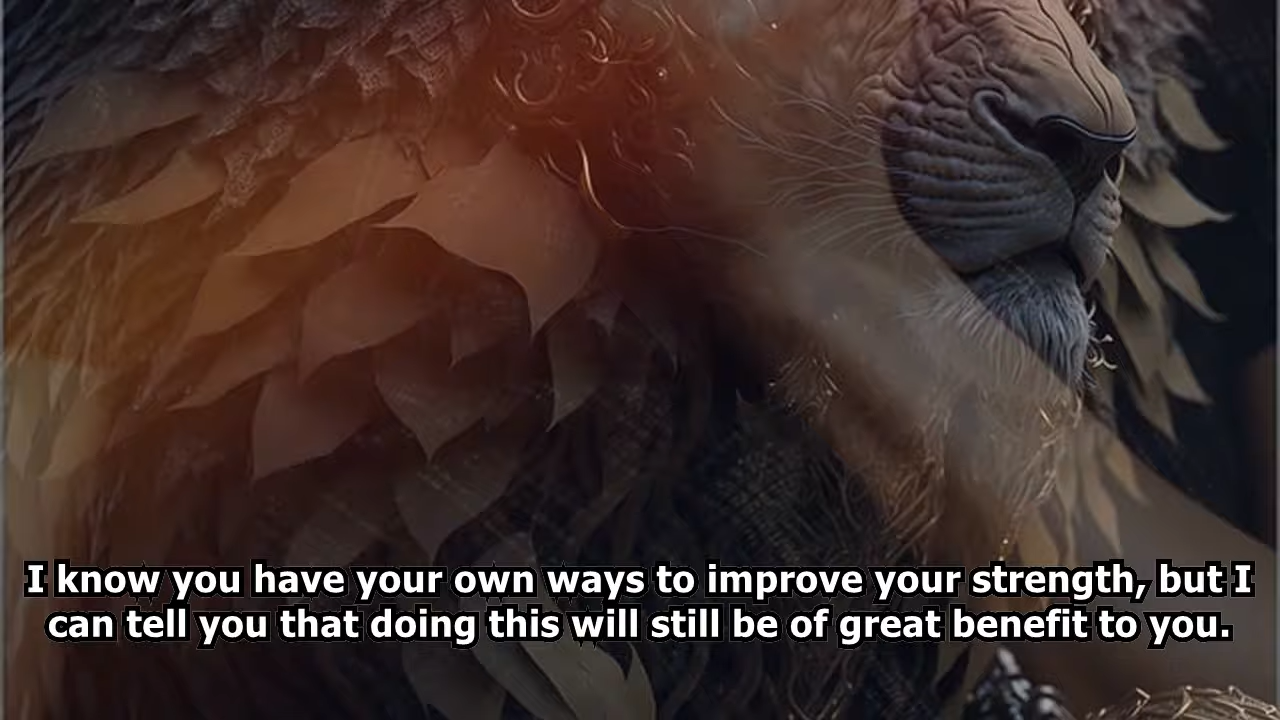 I know you have your own ways to improve your strength, but I
can tell you that doing this will still be of great benefit to you.